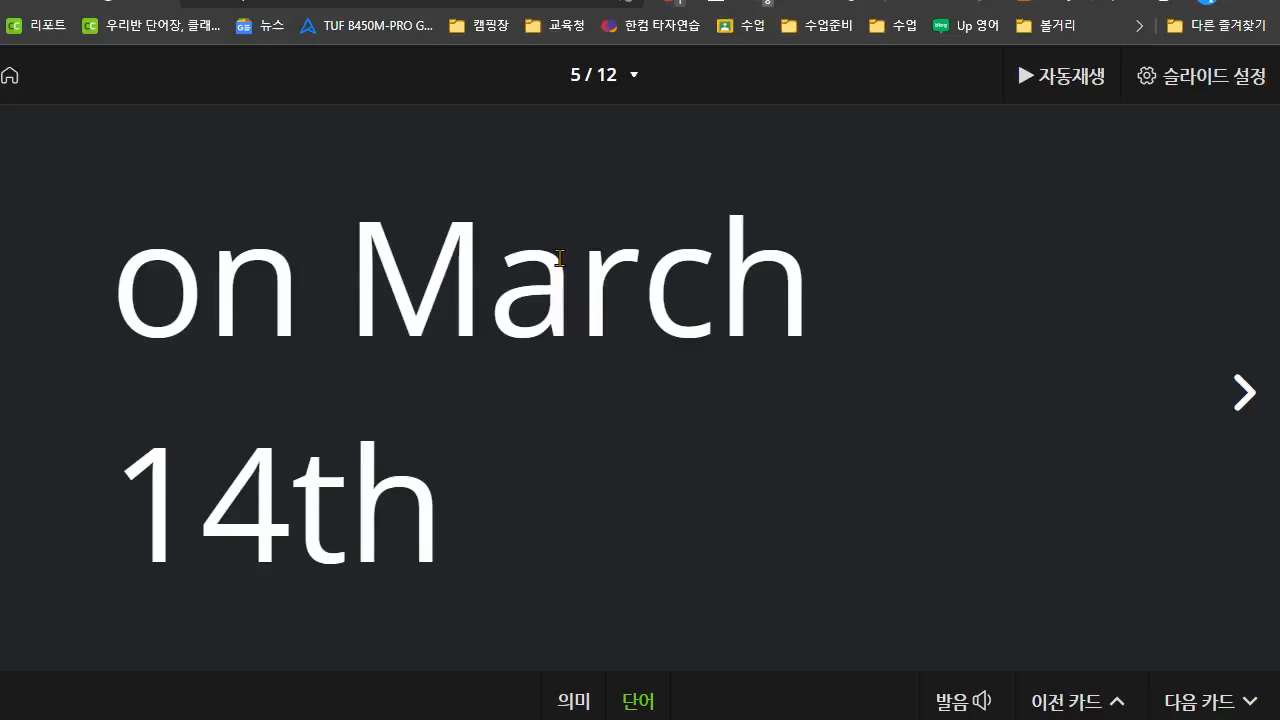 리포트 우리반 단어장, 클래... 뉴스 TUF B450M-PRO G... 캠핑장 교육청 한컴 타자연습 수업 수업준비 수업 Up 영어 볼거리 다른 즐겨찾기
5 / 12 자동재생 슬라이드 설정
on March
14th
의미 단어 발음 이전 카드 다음 카드